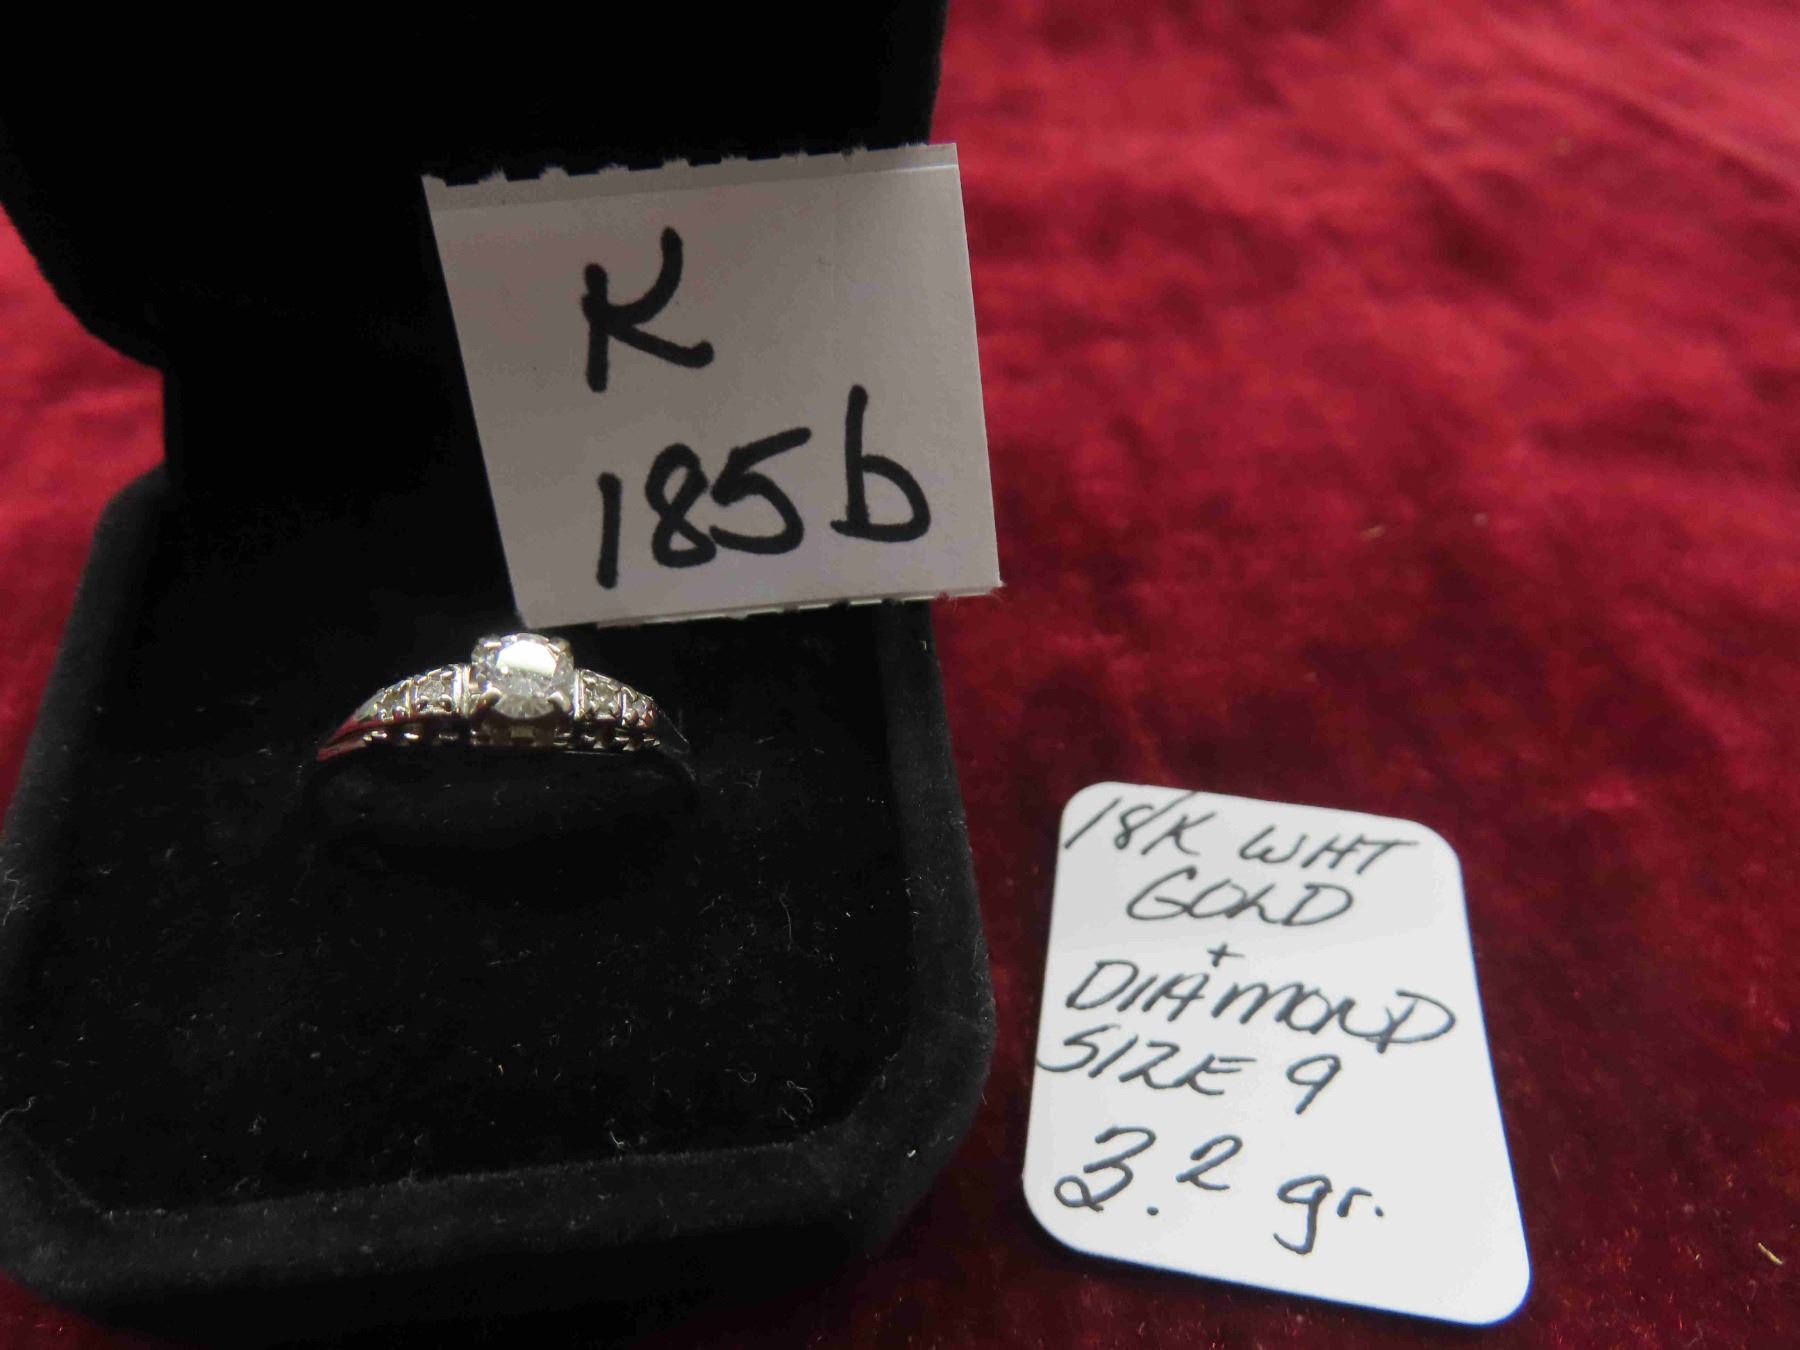 K
185b
18K WHT
GOLD
+
DIAMOND
SIZE 9
3.2 gr.